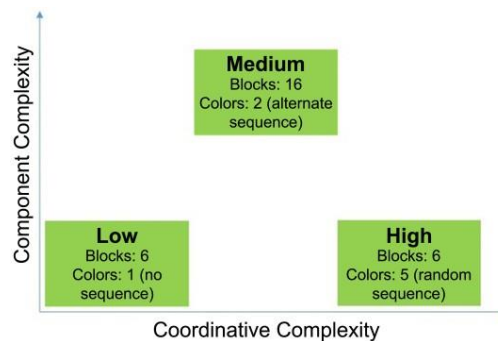 Component Complexity
Medium
Blocks: 16
Colors: 2 (alternate
sequence)
Low
Blocks: 6
Colors: 1 (no
sequence)
High
Blocks: 6
Colors: 5 (random
sequence)
Coordinative Complexity